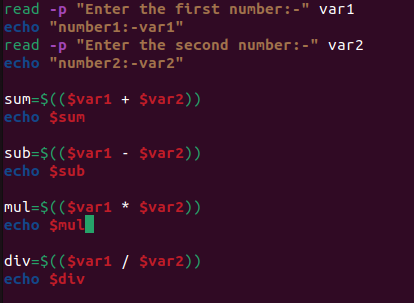 read -p "Enter the first number:-" var1
echo "number1:-var1"
read -p "Enter the second number:-" var2
echo "number2:-var2"
sum=$(($var1 + $var2))
echo $sum
sub=$(($var1 - $var2))
echo $sub
mul=$(($var1 * $var2))
echo $mul
div=$(($var1 / $var2))
echo $div